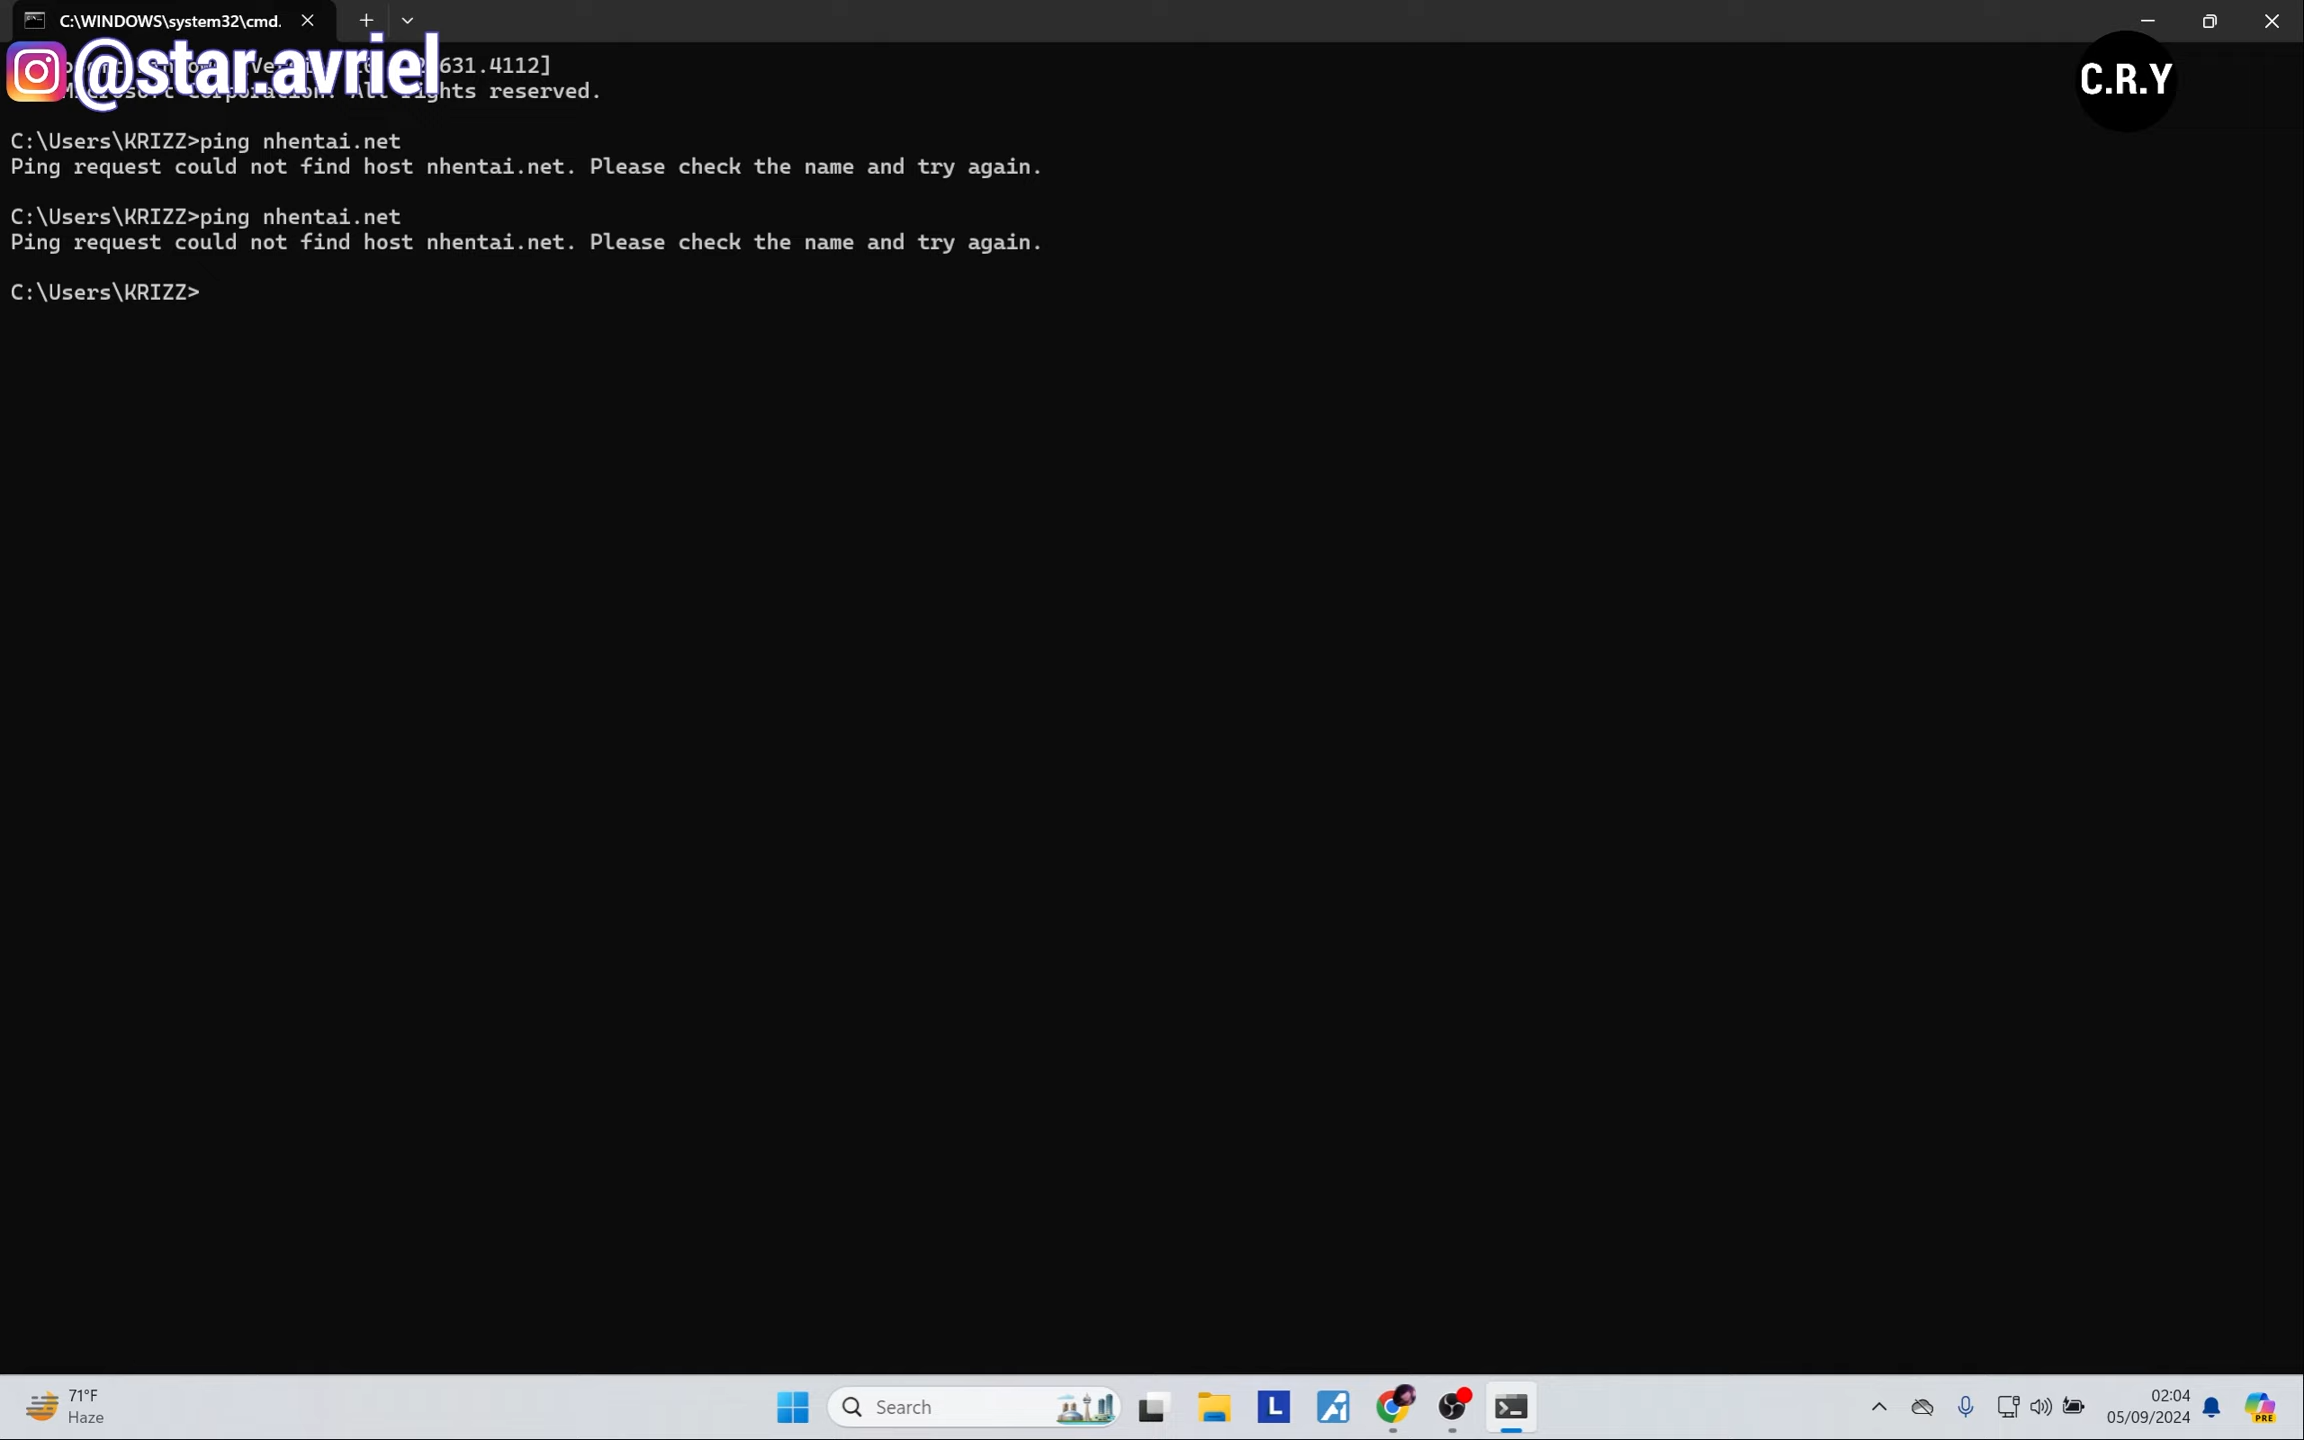 C:\WINDOWS\system32\cmd.
@star.avriel
631.4112]
rights reserved.
C.R.Y
C:\Users\KRIZZ>ping nhentai.net
Ping request could not find host nhentai.net. Please check the name and try again.
C:\Users\KRIZZ>ping nhentai.net
Ping request could not find host nhentai.net. Please check the name and try again.
C:\Users\KRIZZ>
71°F
Haze
Search
L
02:04
05/09/2024
PRE